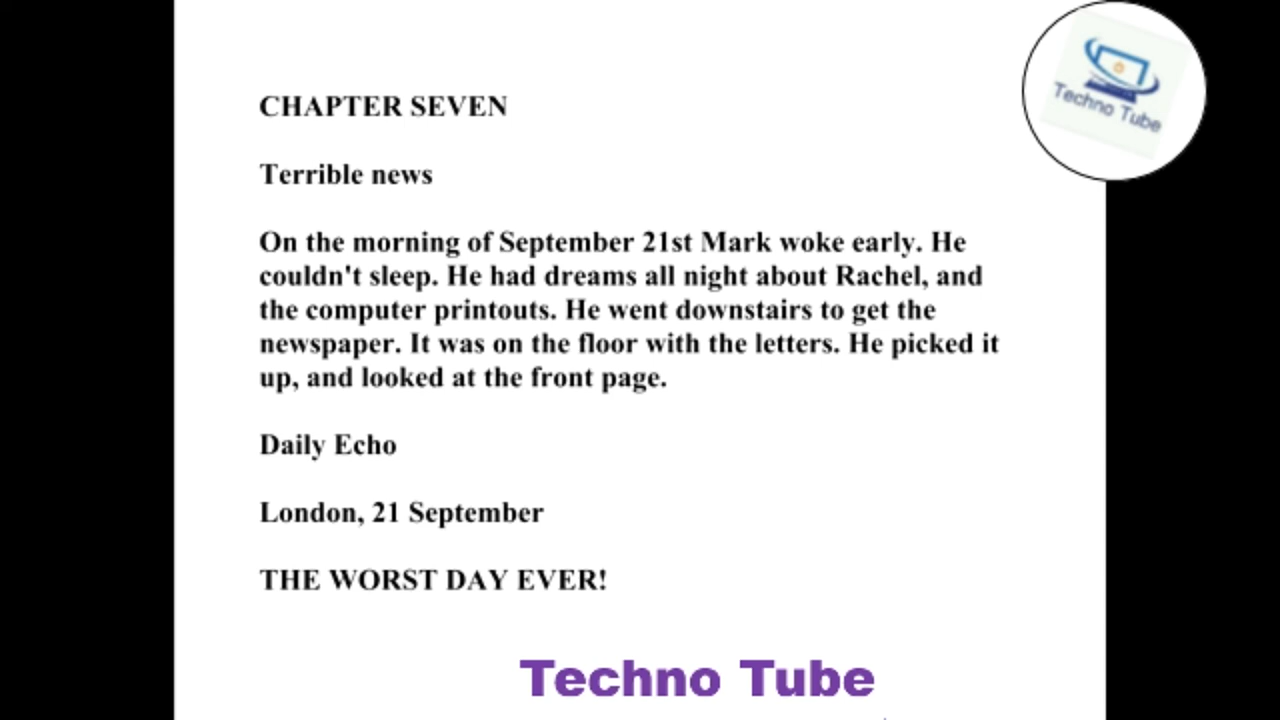 Techno Tube
CHAPTER SEVEN
Terrible news
On the morning of September 21st Mark woke early. He
couldn't sleep. He had dreams all night about Rachel, and
the computer printouts. He went downstairs to get the
newspaper. It was on the floor with the letters. He picked it
up, and looked at the front page.
Daily Echo
London, 21 September
THE WORST DAY EVER!
Techno Tube